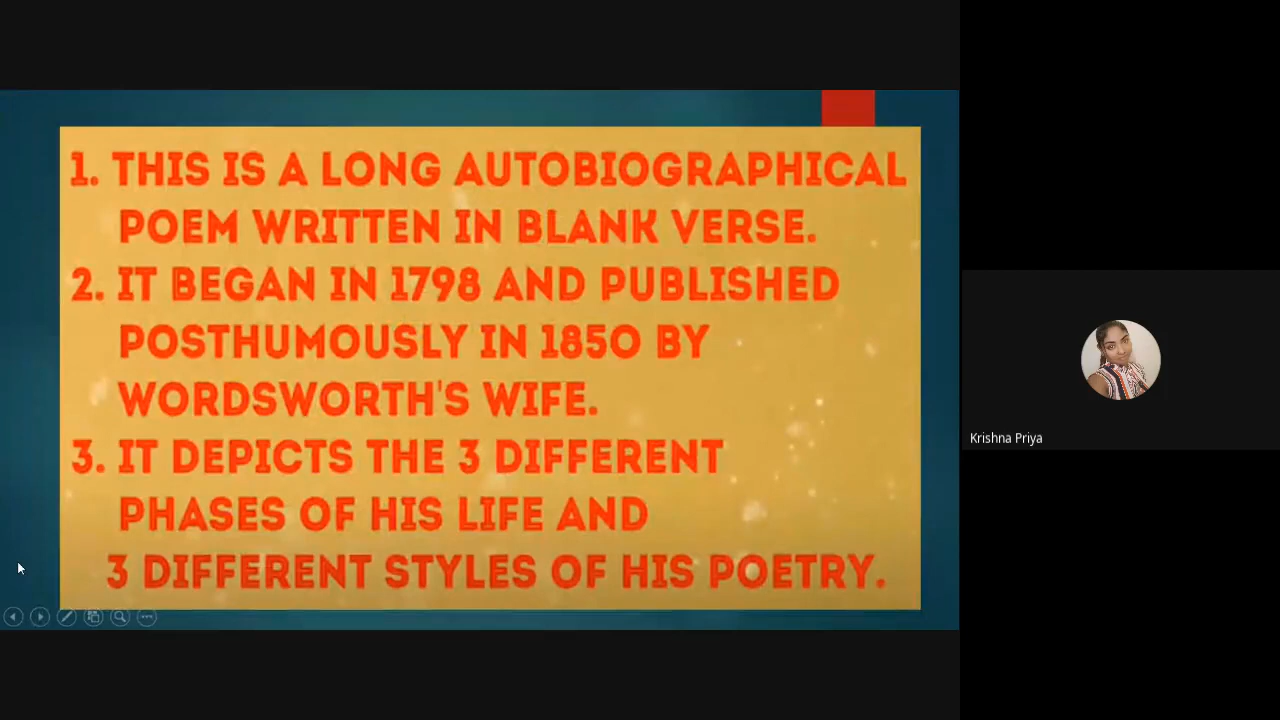 1. THIS IS A LONG AUTOBIOGRAPHICAL
POEM WRITTEN IN BLANK VERSE.
2. IT BEGAN IN 1798 AND PUBLISHED
POSTHUMOUSLY IN 1850 BY
WORDSWORTH'S WIFE.
3. IT DEPICTS THE 3 DIFFERENT
PHASES OF HIS LIFE AND
3 DIFFERENT STYLES OF HIS POETRY.
Krishna Priya